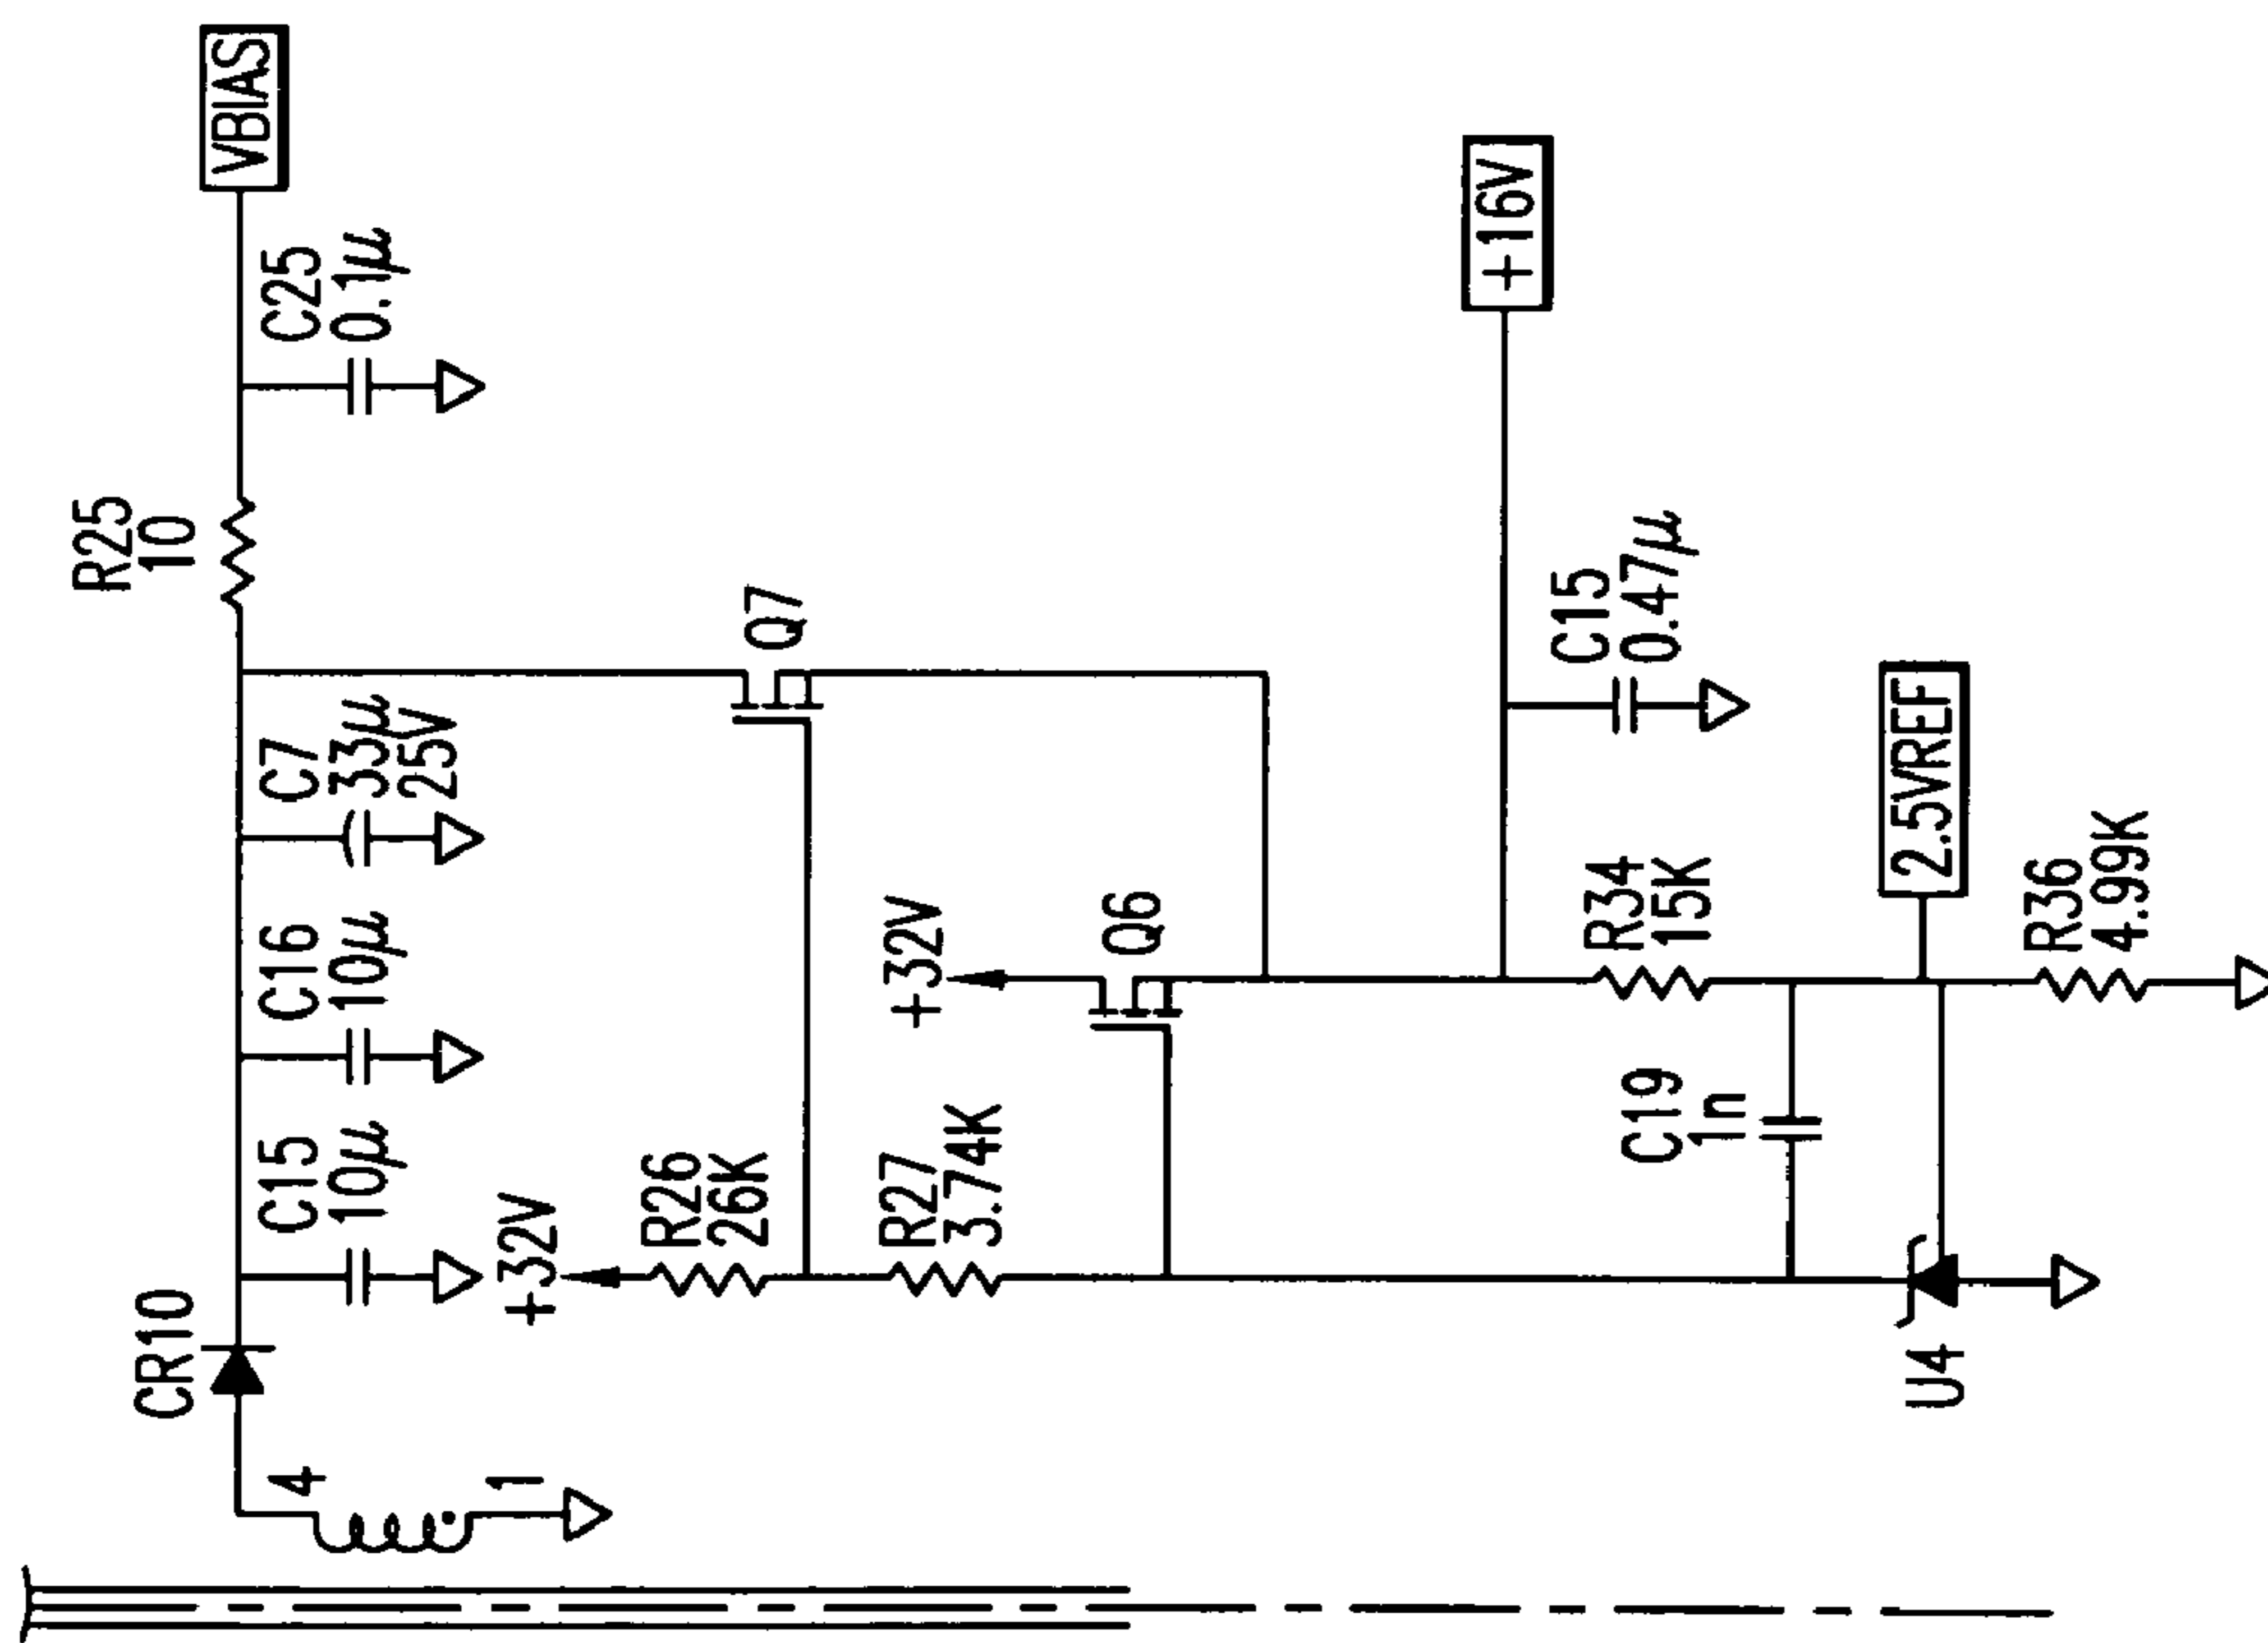 VBIAS
R25
10
C25
0.1µ
C7
33µ
25V
C16
10µ
C15
10µ
CR10
4
1
Q7
+32V
R26
26K
R27
3.74K
+32V
Q6
+16V
C15
0.47µ
R34
15K
2.5VREF
R36
4.99K
C19
1n
U4